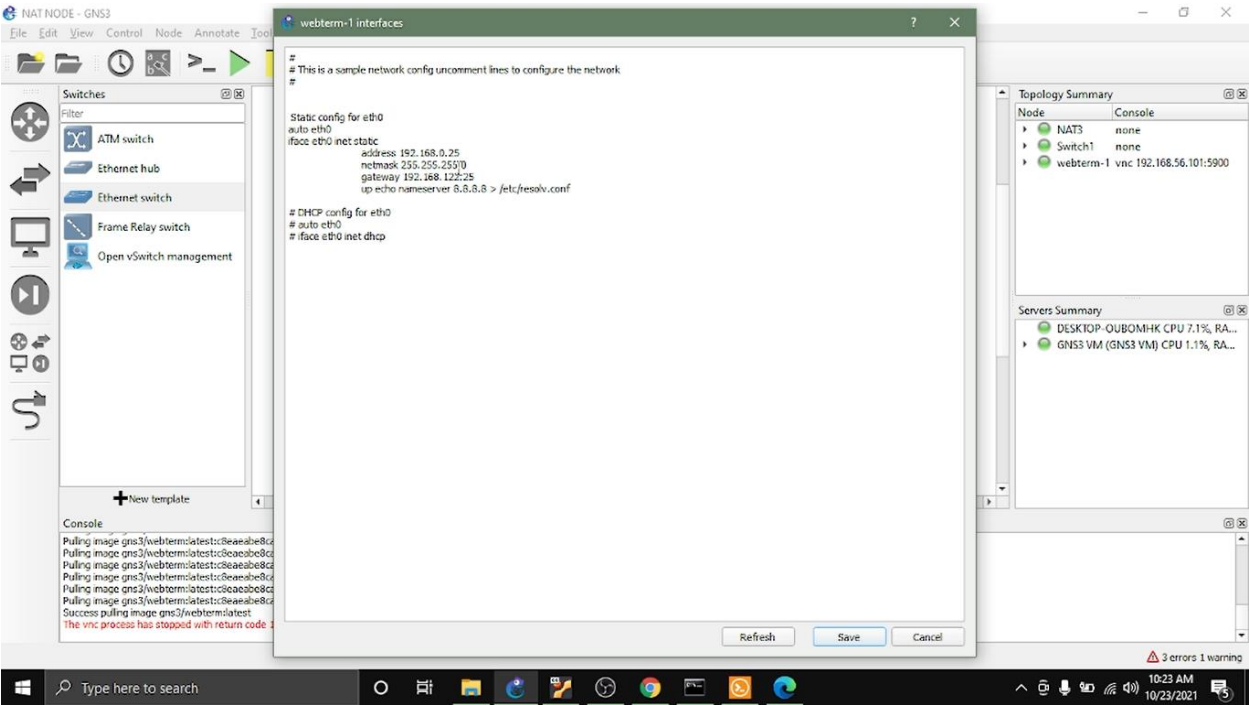 NAT NODE - GNS3
File Edit View Control Node Annotate Tool
Switches
Filter
ATM switch
Ethernet hub
Ethernet switch
Frame Relay switch
Open vSwitch management
New template
Console
Pulling image gns3/webterm:latest:c8eaeabe8ca
Pulling image gns3/webterm:latest:c8eaeabe8ca
Pulling image gns3/webterm:latest:c8eaeabe8ca
Pulling image gns3/webterm:latest:c8eaeabe8ca
Pulling image gns3/webterm:latest:c8eaeabe8ca
Pulling image gns3/webterm:latest:c8eaeabe8ca
Success pulling image gns3/webterm:latest
The vnc process has stopped with return code
webterm-1 interfaces
#
# This is a sample network config uncomment lines to configure the network
#
Static config for eth0
auto eth0
iface eth0 inet static
address 192.168.0.25
netmask 255.255.255.0
gateway 192.168.122.25
up echo nameserver 8.8.8.8 > /etc/resolv.conf
# DHCP config for eth0
# auto eth0
# iface eth0 inet dhcp
Refresh Save Cancel
Topology Summary
Node Console
NAT3 none
Switch1 none
webterm-1 vnc 192.168.56.101:5900
Servers Summary
DESKTOP-OUBOMHK CPU 7.1%, RA...
GNS3 VM (GNS3 VM) CPU 1.1%, RA...
3 errors 1 warning
Type here to search
10:23 AM
10/23/2021
5